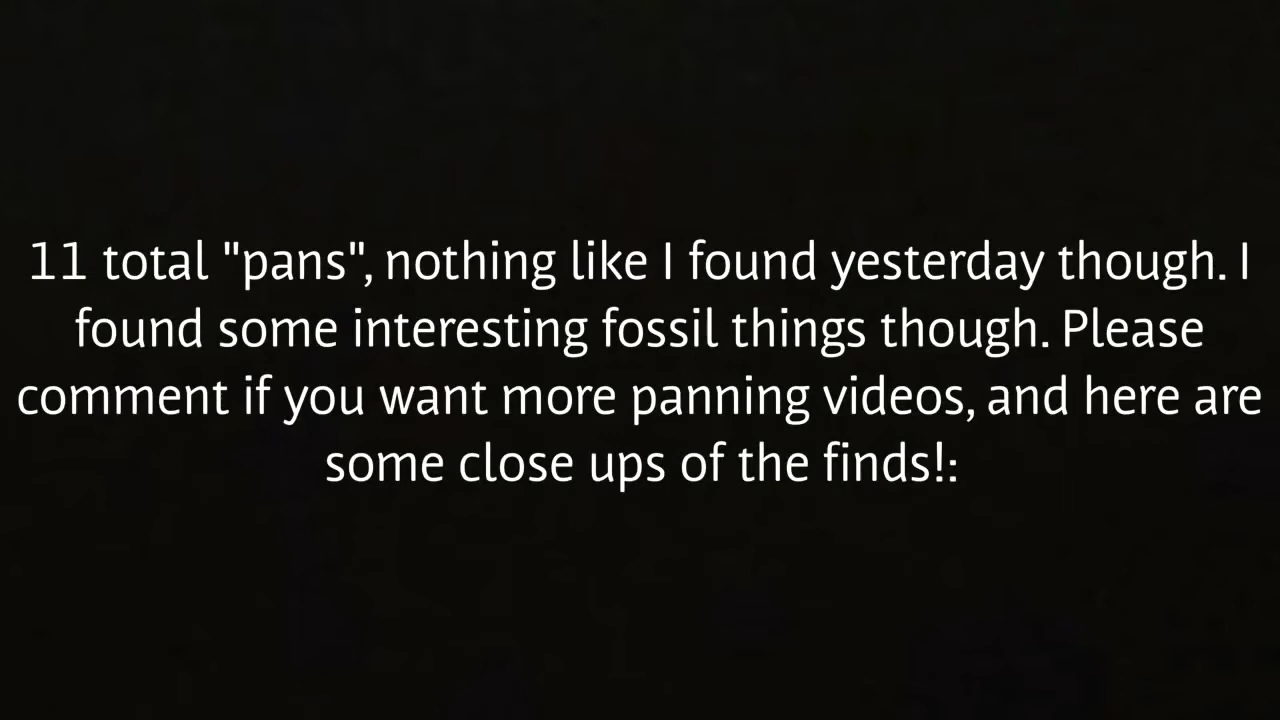 11 total "pans", nothing like I found yesterday though. I
found some interesting fossil things though. Please
comment if you want more panning videos, and here are
some close ups of the finds!: